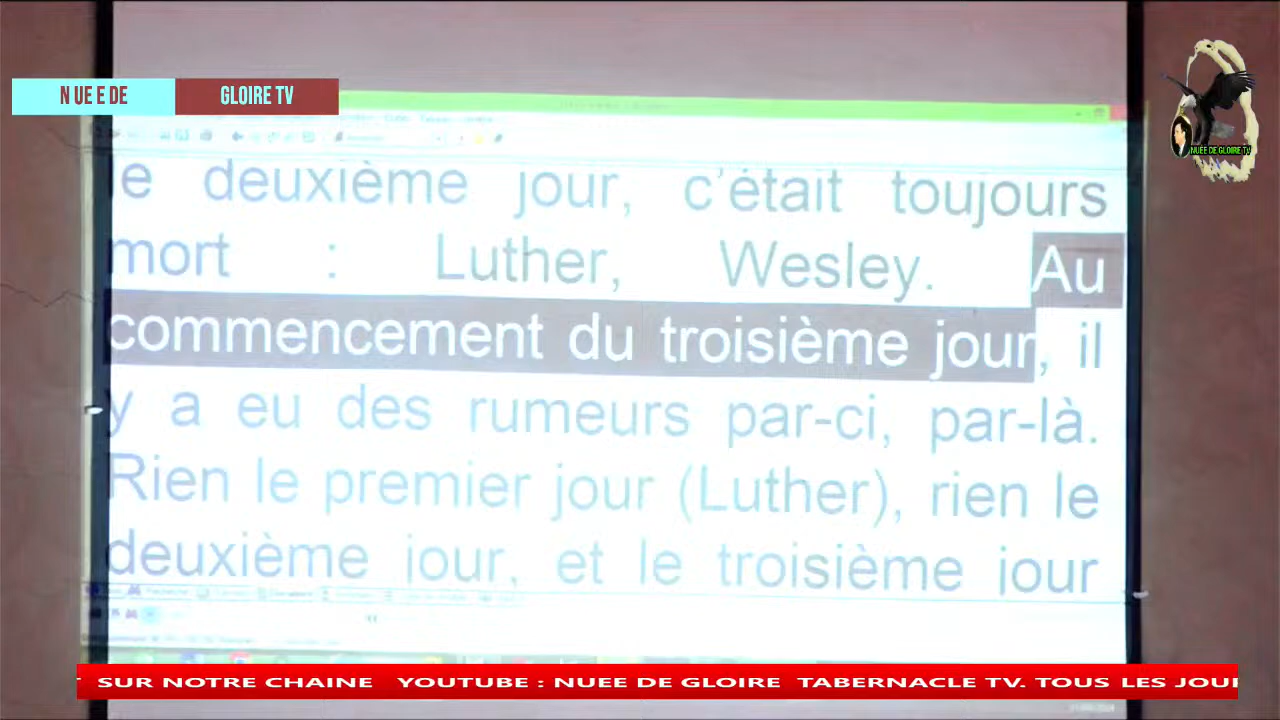 N UE E DE GLOIRE TV
NUEE DE GLOIRE TV
le deuxième jour, c'était toujours
mort : Luther, Wesley. Au
commencement du troisième jour, il
y a eu des rumeurs par-ci, par-là.
Rien le premier jour (Luther), rien le
deuxième jour, et le troisième jour
SUR NOTRE CHAINE YOUTUBE : NUEE DE GLOIRE TABERNACLE TV. TOUS LES JOU